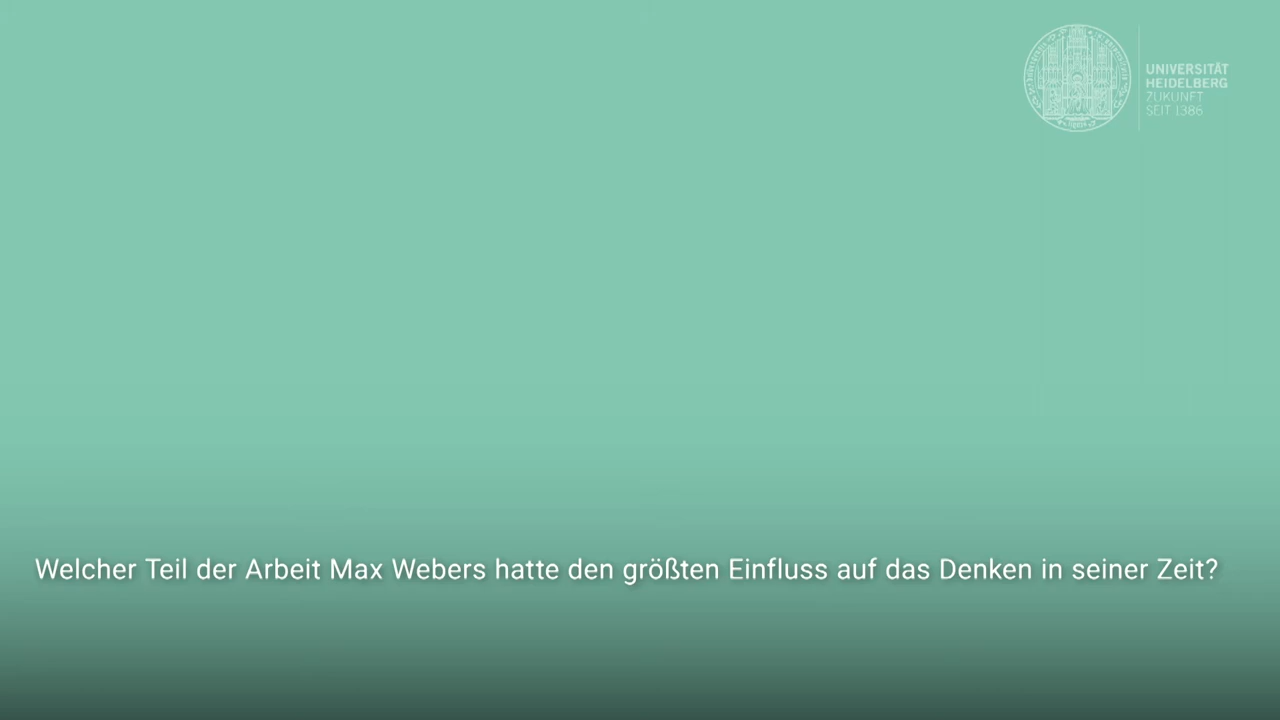 UNIVERSITÄT
HEIDELBERG
ZUKUNFT
SEIT 1386
Welcher Teil der Arbeit Max Webers hatte den größten Einfluss auf das Denken in seiner Zeit?